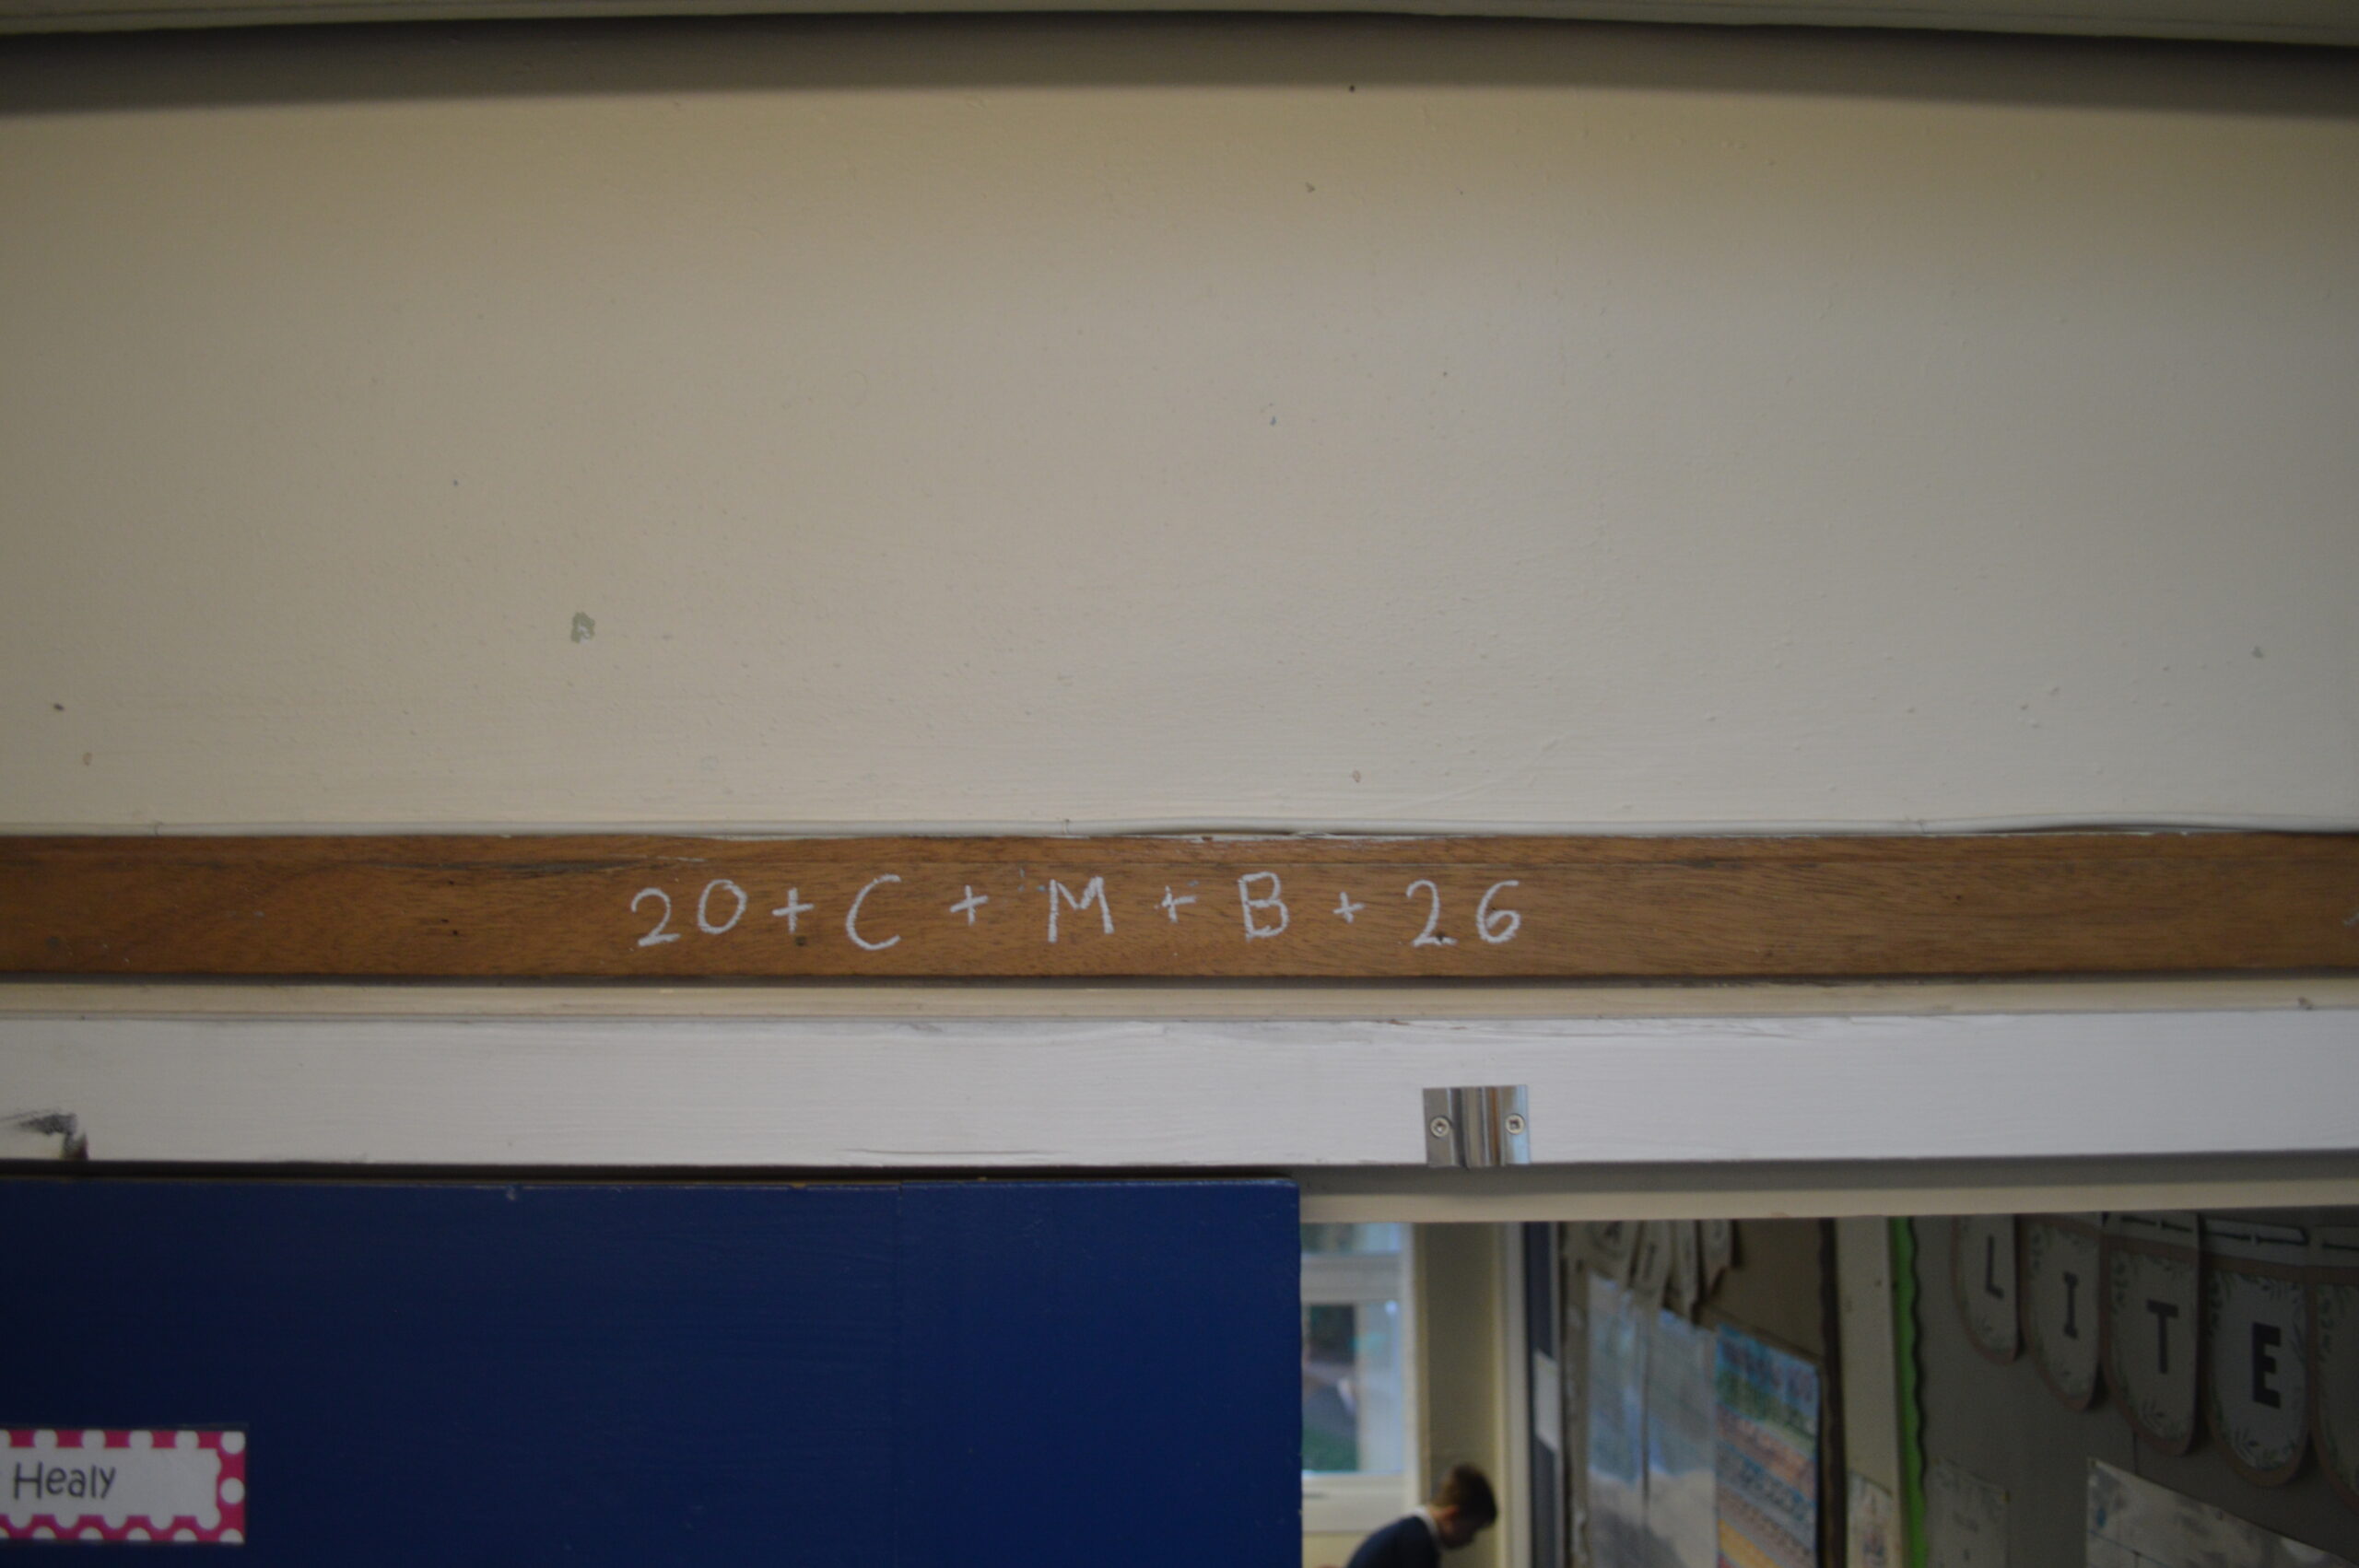 20 + C + M + B + 26
LITE
Healy